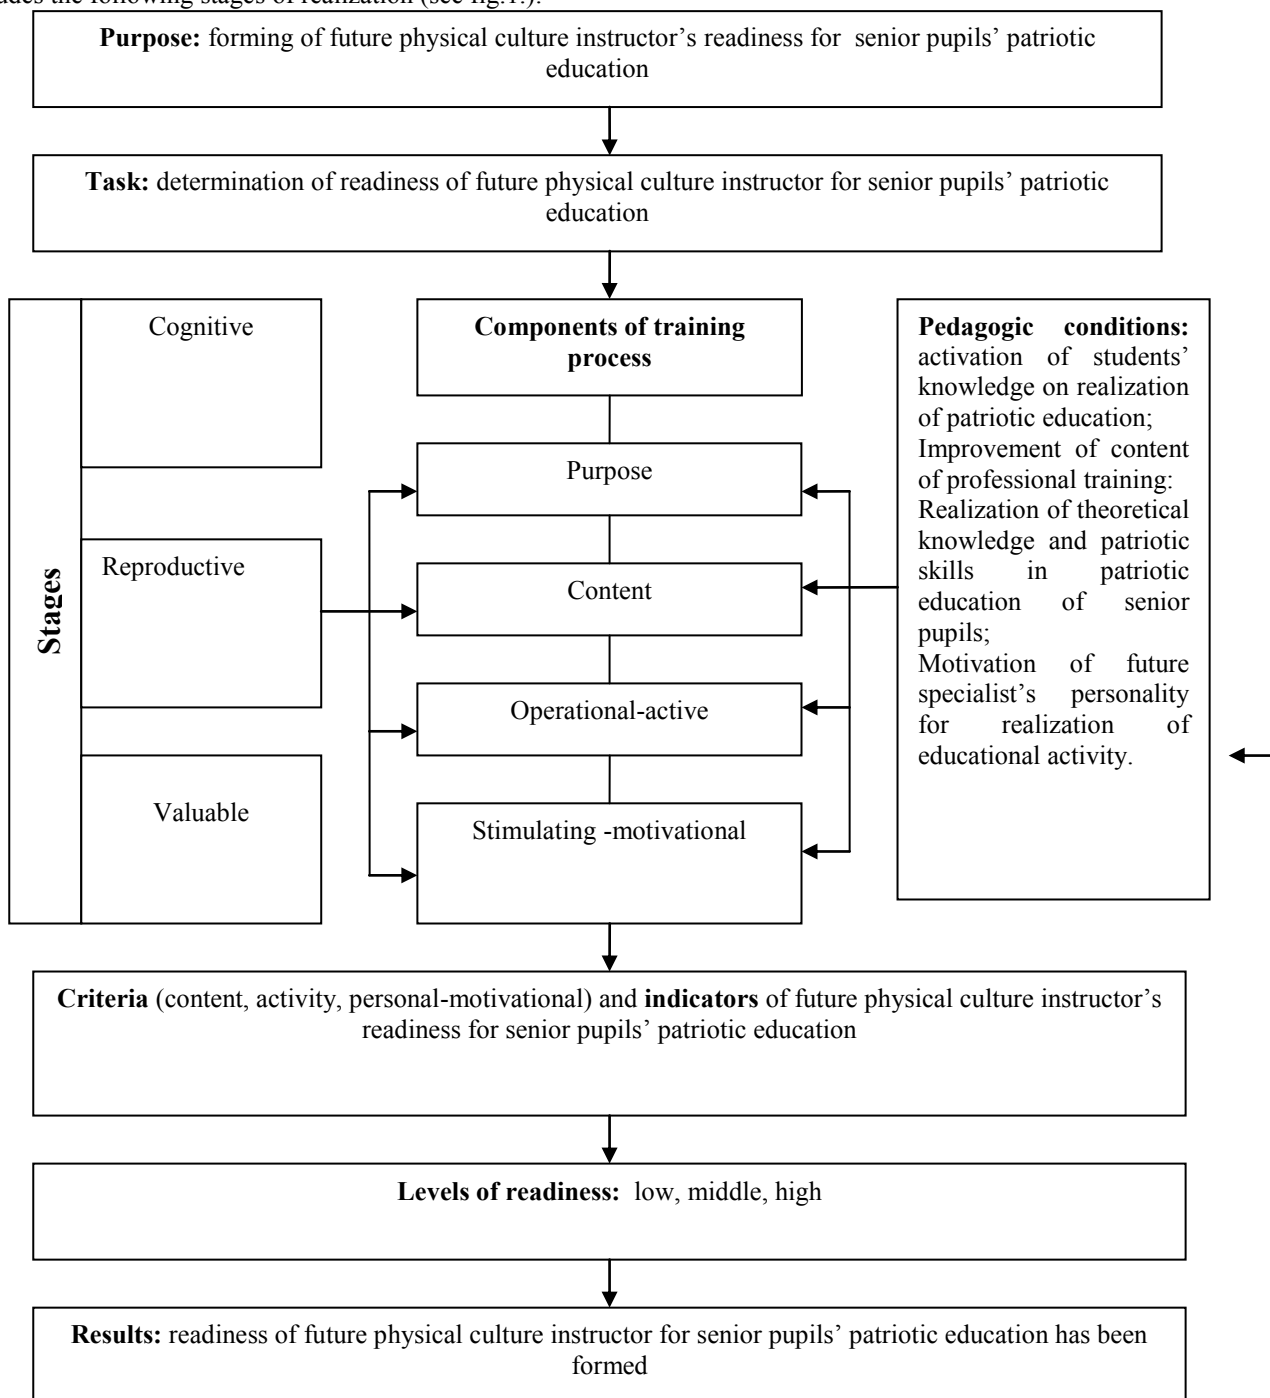 udes the following stages of realization (see fig.1.).
Purpose: forming of future physical culture instructor’s readiness for senior pupils’ patriotic
education
Task: determination of readiness of future physical culture instructor for senior pupils’ patriotic
education
Stages
Cognitive
Reproductive
Valuable
Components of training
process
Purpose
Content
Operational-active
Stimulating -motivational
Pedagogic conditions:
activation of students’
knowledge on realization
of patriotic education;
Improvement of content
of professional training:
Realization of theoretical
knowledge and patriotic
skills in patriotic
education of senior
pupils;
Motivation of future
specialist’s personality
for realization of
educational activity.
Criteria (content, activity, personal-motivational) and indicators of future physical culture instructor’s
readiness for senior pupils’ patriotic education
Levels of readiness: low, middle, high
Results: readiness of future physical culture instructor for senior pupils’ patriotic education has been
formed